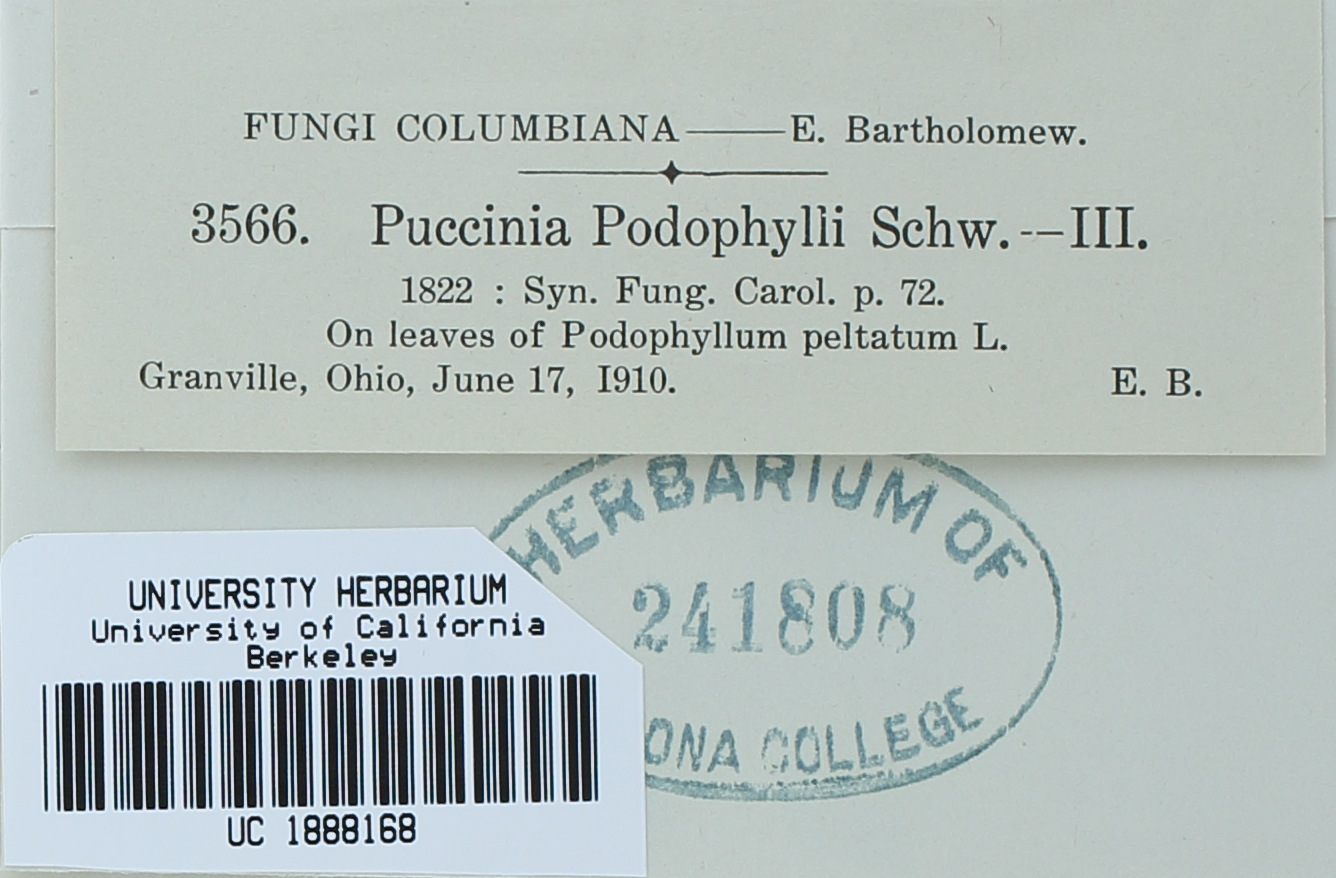 FUNGI COLUMBIANA——E. Bartholomew.
3566. Puccinia Podophylli Schw.--III.
1822 : Syn. Fung. Carol. p. 72.
On leaves of Podophyllum peltatum L.
Granville, Ohio, June 17, I910. E. B.
HERBARIUM OF
241808
ONA COLLEGE
UNIVERSITY HERBARIUM
University of California
Berkeley
UC 1888168